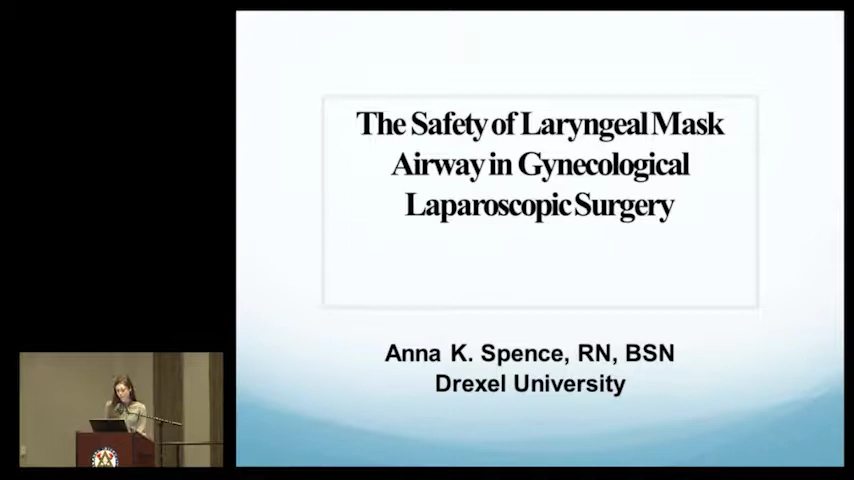 The Safety of Laryngeal Mask
Airway in Gynecological
Laparoscopic Surgery
Anna K. Spence, RN, BSN
Drexel University